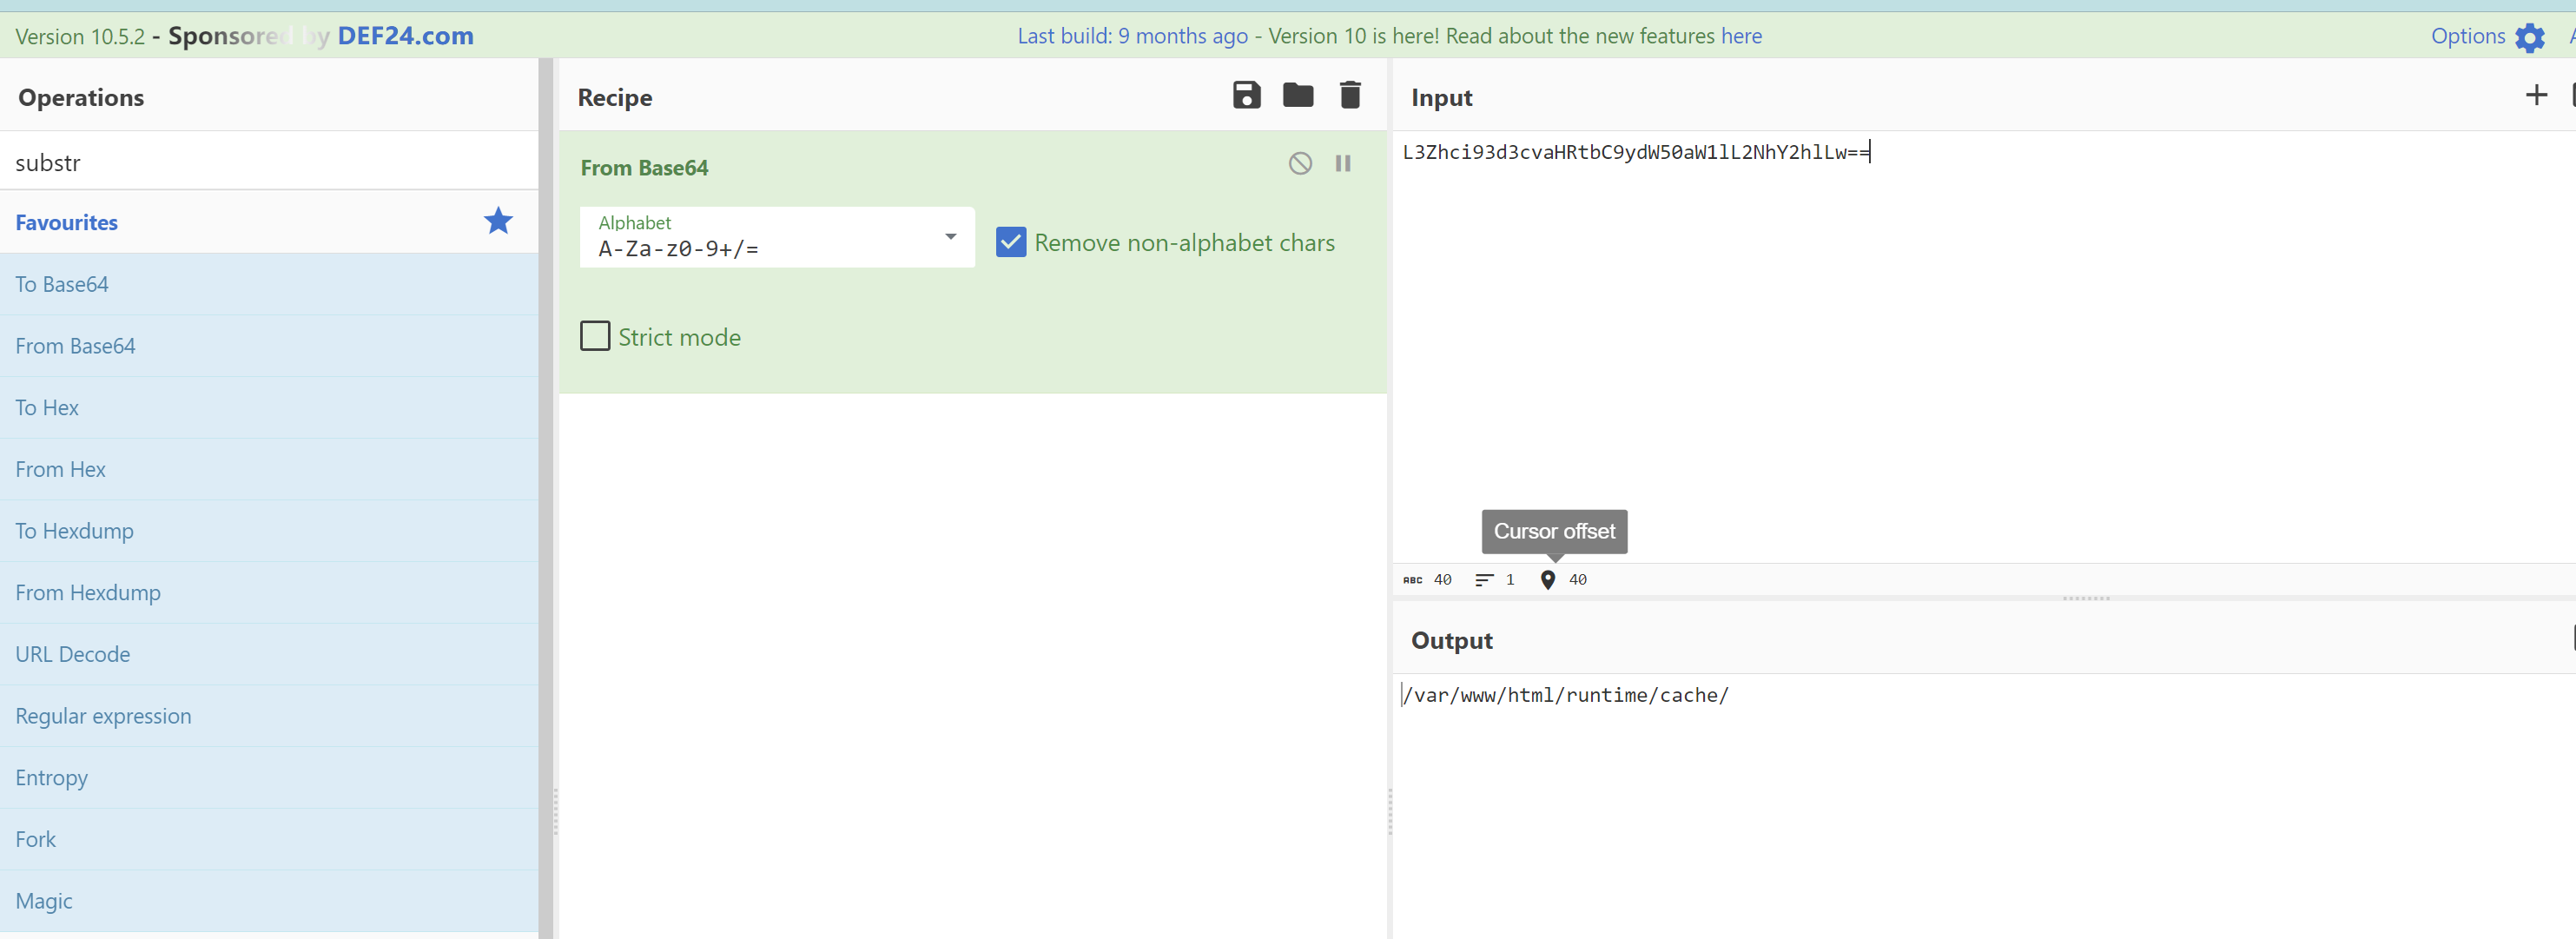 Version 10.5.2 - Sponsored by DEF24.com
Last build: 9 months ago - Version 10 is here! Read about the new features here
Options
Operations
substr
Favourites
To Base64
From Base64
To Hex
From Hex
To Hexdump
From Hexdump
URL Decode
Regular expression
Entropy
Fork
Magic
Recipe
From Base64
Alphabet
A-Za-z0-9+/=
Remove non-alphabet chars
Strict mode
Input
L3Zhci93d3cvaHRtbC9ydW50aW1lL2NhY2hlLw==
Cursor offset
ABC 40 1 40
Output
/var/www/html/runtime/cache/